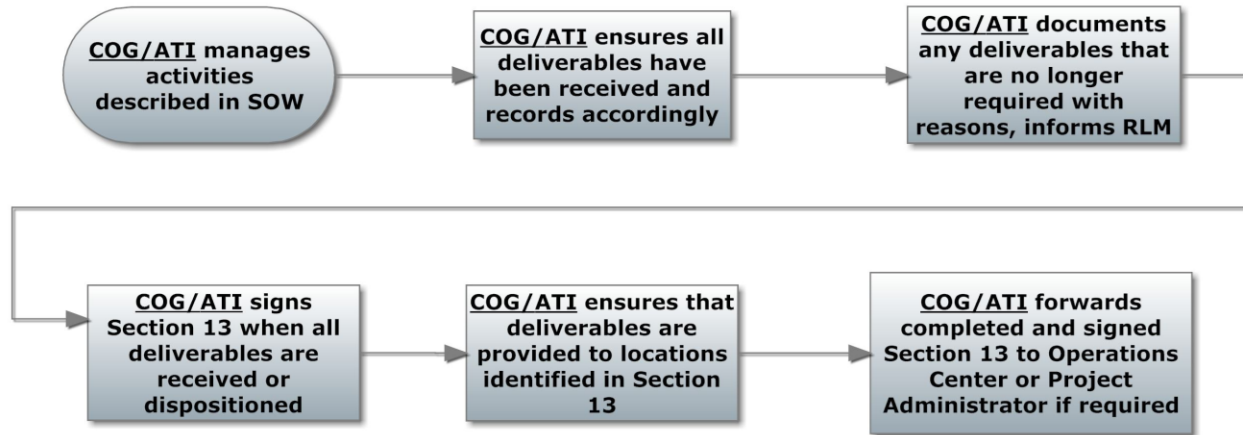 COG/ATI manages
activities
described in SOW
COG/ATI ensures all
deliverables have
been received and
records accordingly
COG/ATI documents
any deliverables that
are no longer
required with
reasons, informs RLM
COG/ATI signs
Section 13 when all
deliverables are
received or
dispositioned
COG/ATI ensures that
deliverables are
provided to locations
identified in Section
13
COG/ATI forwards
completed and signed
Section 13 to Operations
Center or Project
Administrator if required